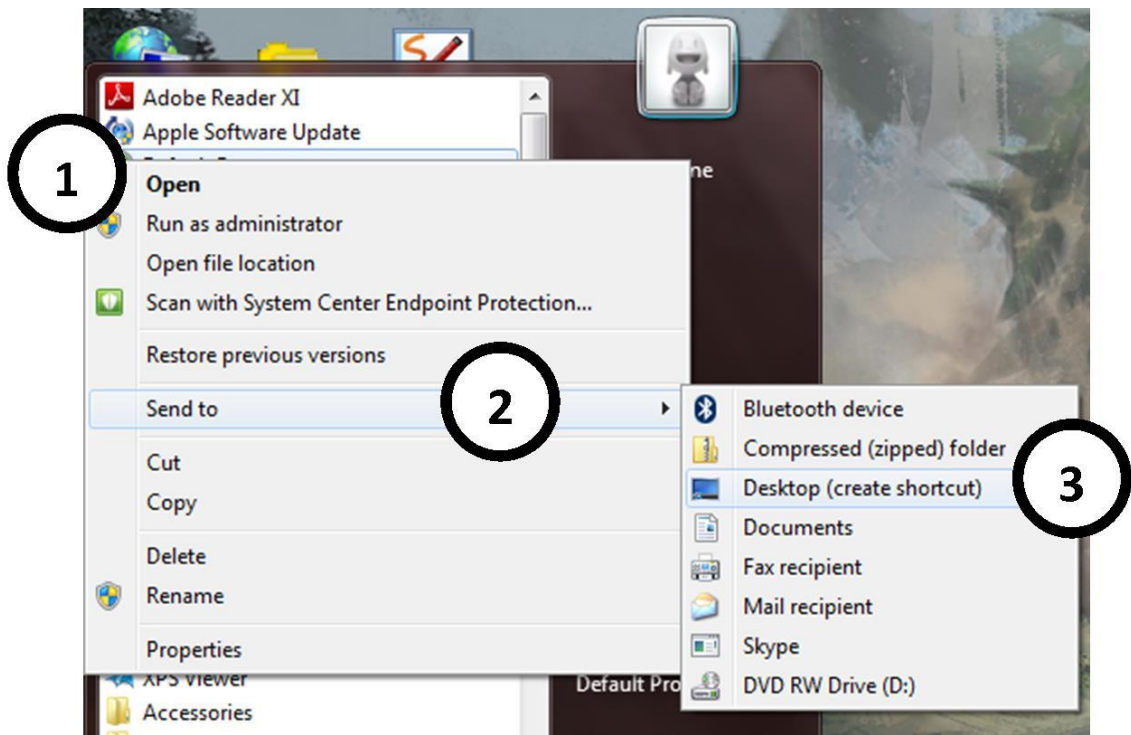 Adobe Reader XI
Apple Software Update
1
Open
ne
Run as administrator
Open file location
Scan with System Center Endpoint Protection...
Restore previous versions
Send to
2
Cut
Copy
Delete
Rename
Properties
Bluetooth device
Compressed (zipped) folder
Desktop (create shortcut)
3
Documents
Fax recipient
Mail recipient
Skype
DVD RW Drive (D:)
XPS Viewer
Default Pro
Accessories